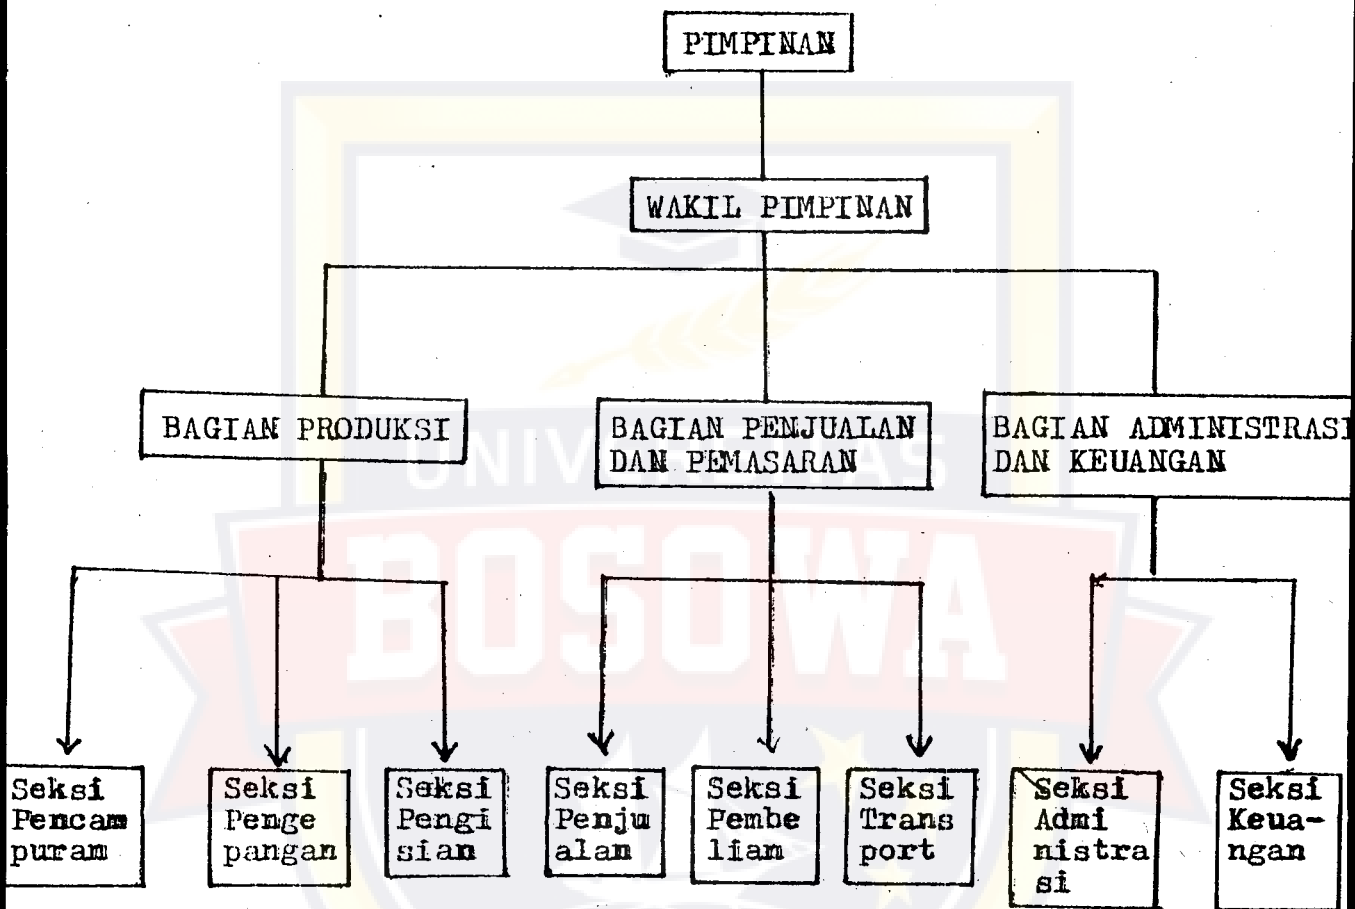 PIMPINAN
WAKIL PIMPINAN
BAGIAN PRODUKSI
BAGIAN PENJUALAN
DAN PEMASARAN
BAGIAN ADMINISTRASI
DAN KEUANGAN
UNIVERSITAS
BOSOWA
Seksi
Pencam
puram
Seksi
Penge
pangan
Seksi
Pengi
sian
Seksi
Penju
alan
Seksi
Pembe
lian
Seksi
Trans
port
Seksi
Admi
nistra
si
Seksi
Keua-
ngan